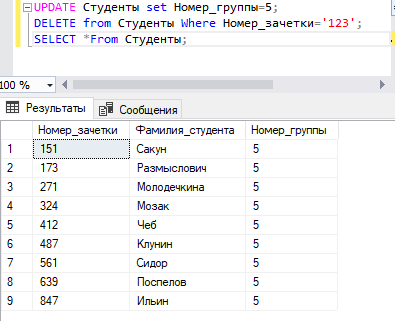 UPDATE Студенты set Номер_группы=5;
DELETE from Студенты Where Номер_зачетки='123';
SELECT *From Студенты;
100 %
Результаты Сообщения
Номер_зачетки Фамилия_студента Номер_группы
1 151 Сакун 5
2 173 Размыслович 5
3 271 Молодечкина 5
4 324 Мозак 5
5 412 Чеб 5
6 487 Клунин 5
7 561 Сидор 5
8 639 Поспелов 5
9 847 Ильин 5